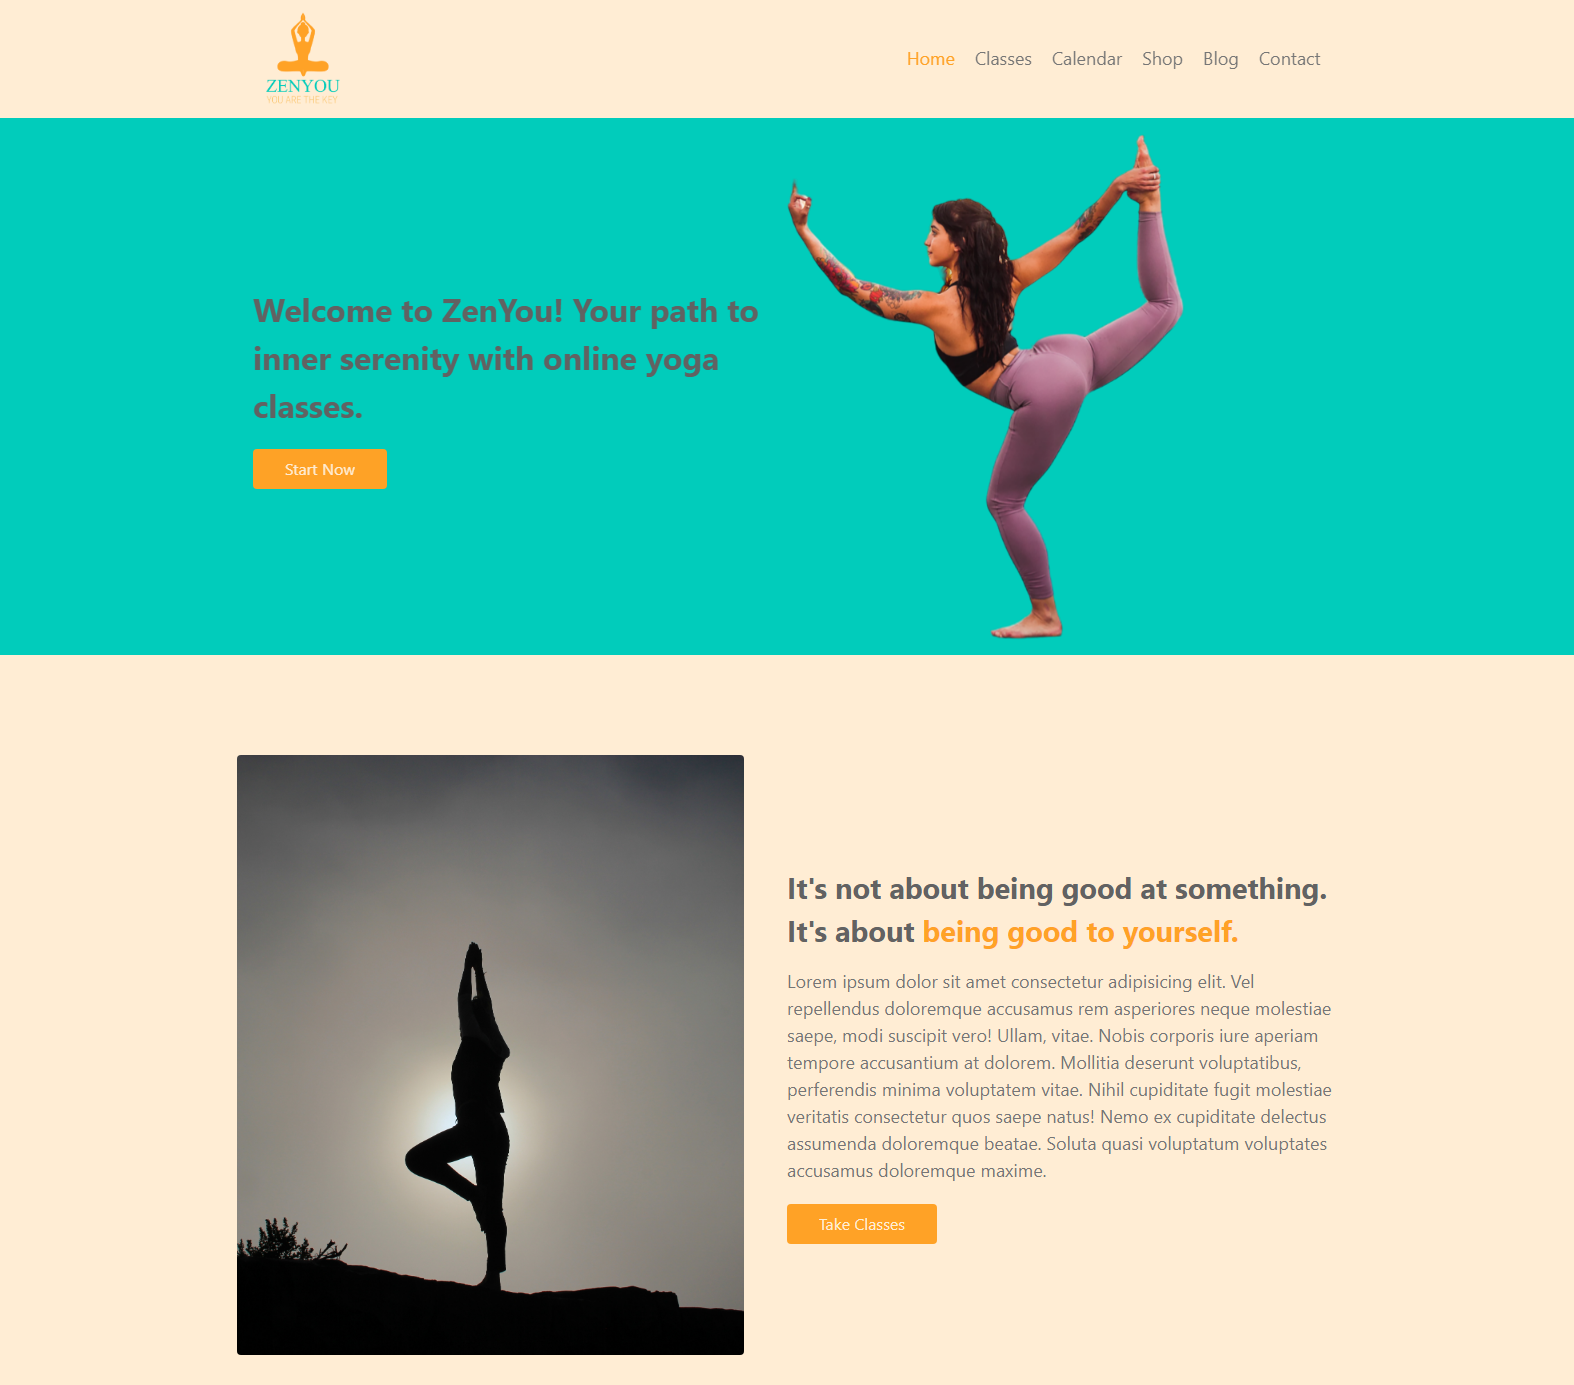 ZENYOU
YOU ARE THE KEY
Home Classes Calendar Shop Blog Contact
Welcome to ZenYou! Your path to
inner serenity with online yoga
classes.
Start Now
It's not about being good at something.
It's about being good to yourself.
Lorem ipsum dolor sit amet consectetur adipisicing elit. Vel
repellendus doloremque accusamus rem asperiores neque molestiae
saepe, modi suscipit vero! Ullam, vitae. Nobis corporis iure aperiam
tempore accusantium at dolorem. Mollitia deserunt voluptatibus,
perferendis minima voluptatem vitae. Nihil cupiditate fugit molestiae
veritatis consectetur quos saepe natus! Nemo ex cupiditate delectus
assumenda doloremque beatae. Soluta quasi voluptatum voluptates
accusamus doloremque maxime.
Take Classes